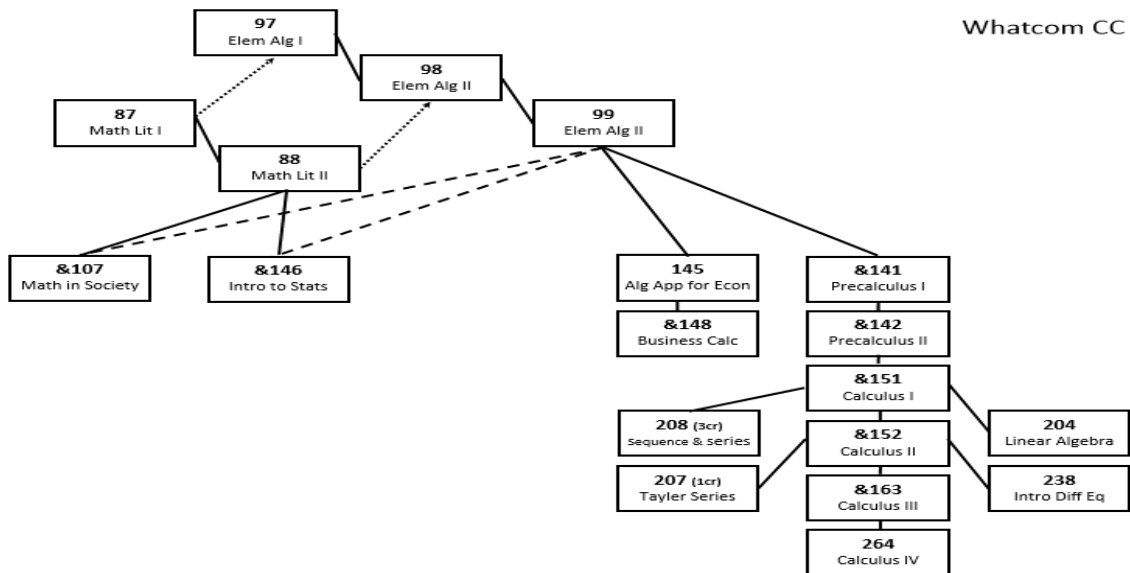 Whatcom CC
97
Elem Alg I
98
Elem Alg II
87
Math Lit I
99
Elem Alg II
88
Math Lit II
&107
Math in Society
&146
Intro to Stats
145
Alg App for Econ
&141
Precalculus I
&148
Business Calc
&142
Precalculus II
&151
Calculus I
208 (3cr)
Sequence & series
&152
Calculus II
204
Linear Algebra
207 (1cr)
Tayler Series
&163
Calculus III
238
Intro Diff Eq
264
Calculus IV